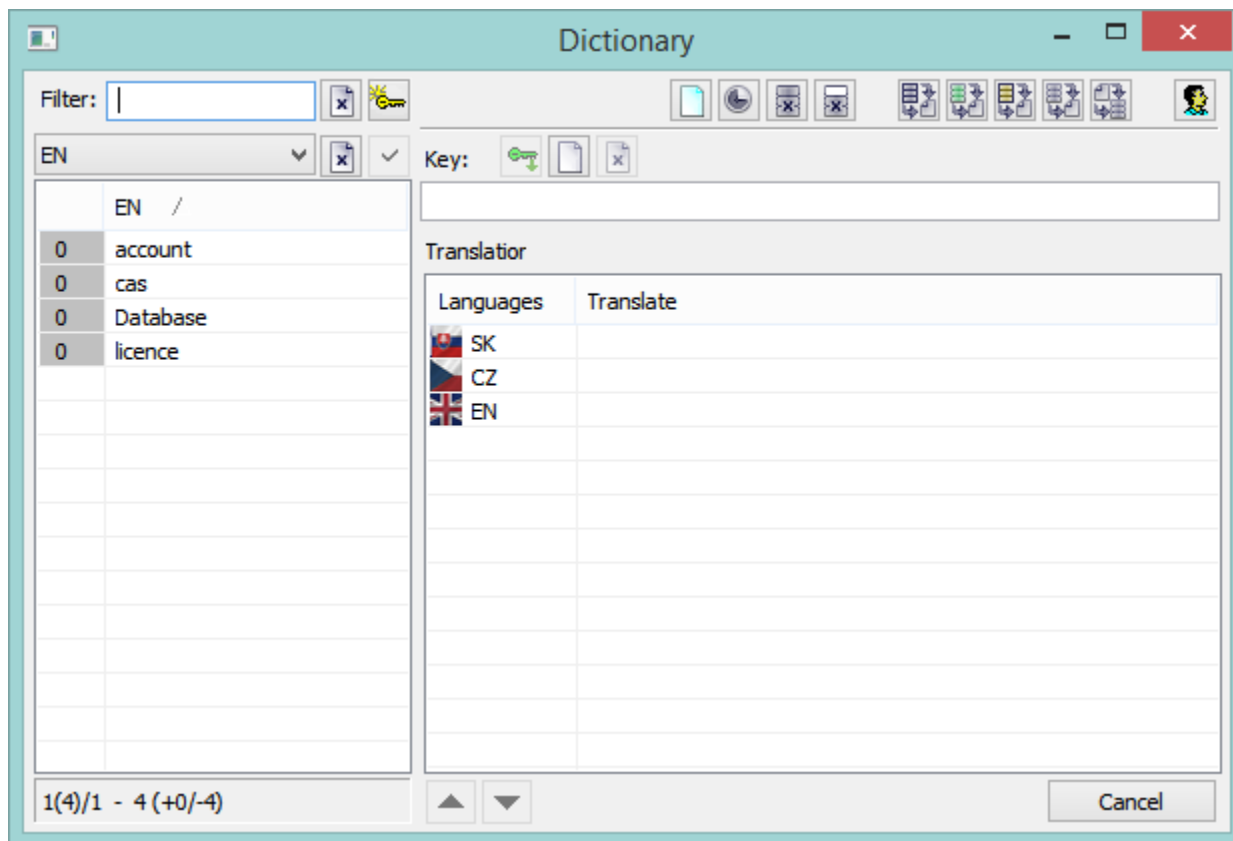 Dictionary
Filter:
EN
Key:
EN /
0 account
0 cas
0 Database
0 licence
Translatior
Languages Translate
SK
CZ
EN
1(4)/1 - 4 (+0/-4)
Cancel